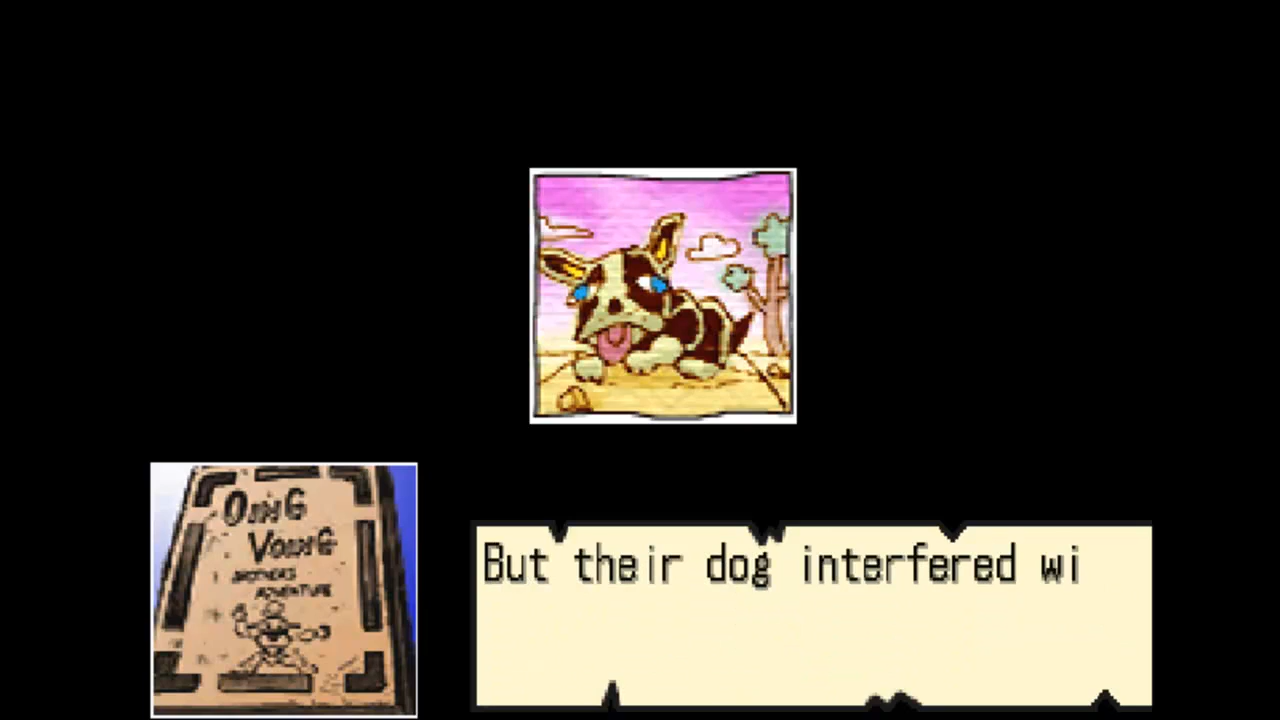 OING
VOING
BROTHERS
ADVENTURE
But their dog interfered wi